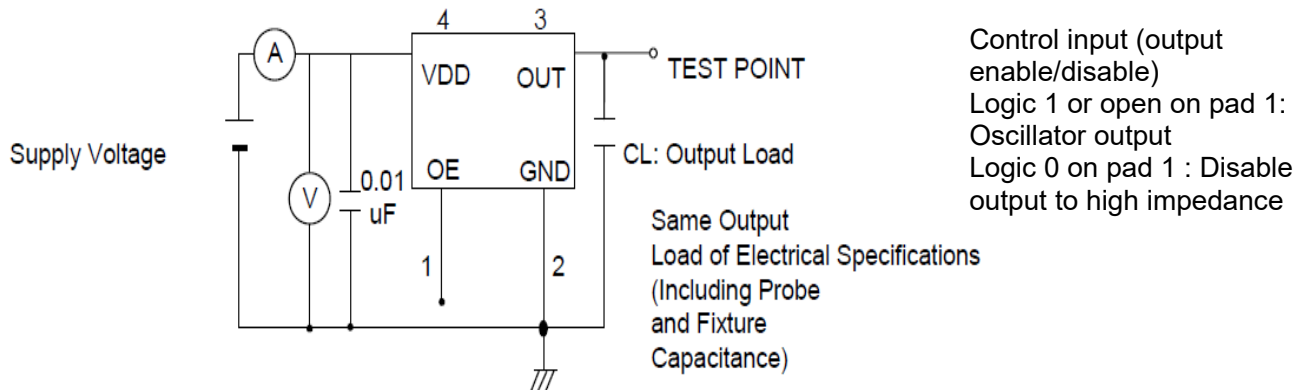 4
3
A
VDD
OUT
TEST POINT
Supply Voltage
V
0.01
uF
OE
GND
CL: Output Load
1
2
Same Output
Load of Electrical Specifications
(Including Probe
and Fixture
Capacitance)
Control input (output
enable/disable)
Logic 1 or open on pad 1:
Oscillator output
Logic 0 on pad 1 : Disable
output to high impedance